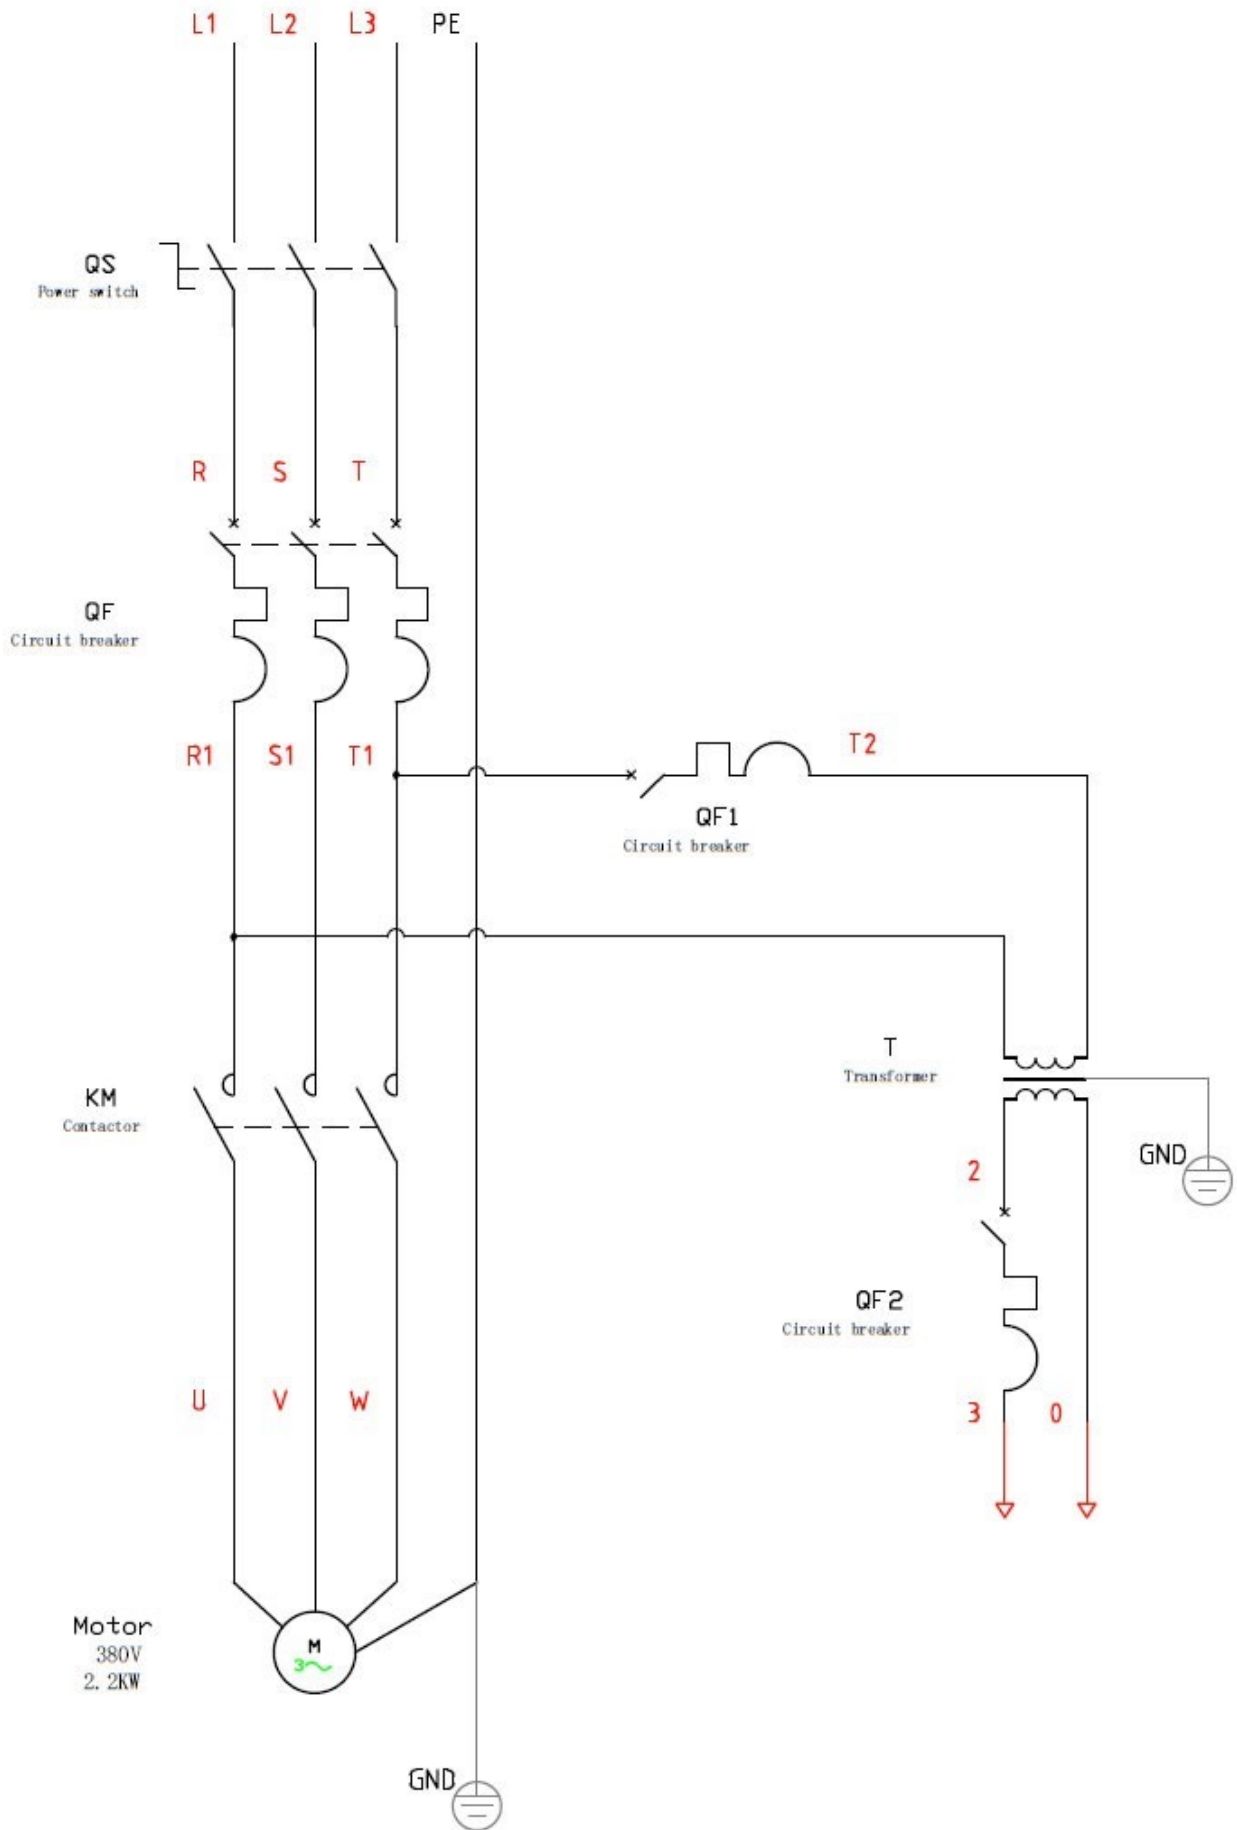 L1 L2 L3 PE
QS
Power switch
R S T
QF
Circuit breaker
R1 S1 T1 T2
QF1
Circuit breaker
T
Transformer
KM
Contactor
GND
2
QF2
Circuit breaker
U V W 3 0
Motor
380V
2.2KW
M
3~
GND